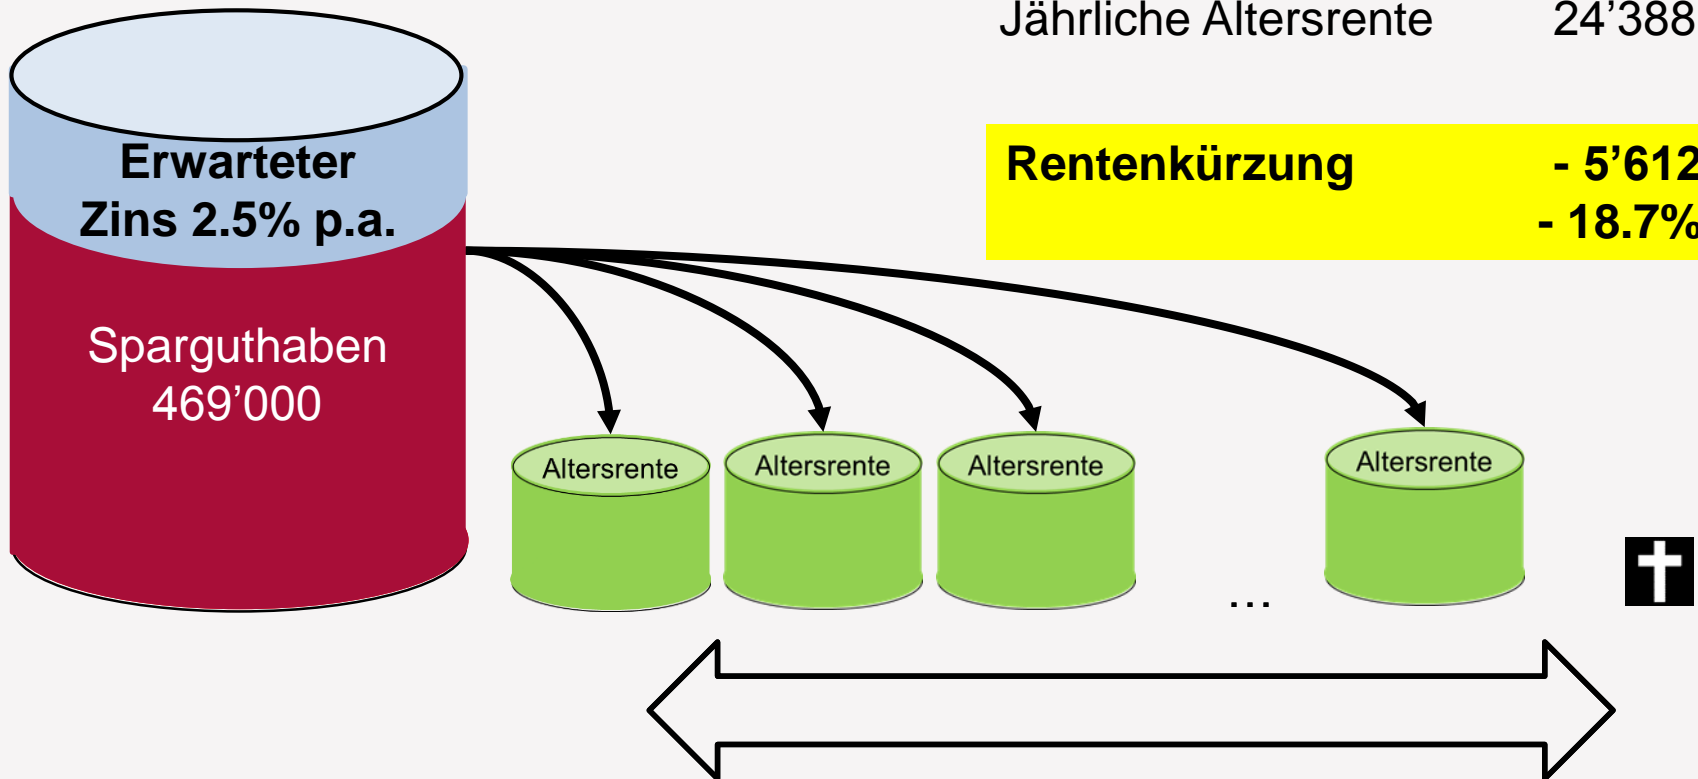 Jährliche Altersrente 24’388
Erwarteter
Zins 2.5% p.a.
Rentenkürzung - 5’612
- 18.7%
Sparguthaben
469’000
Altersrente Altersrente Altersrente Altersrente
...